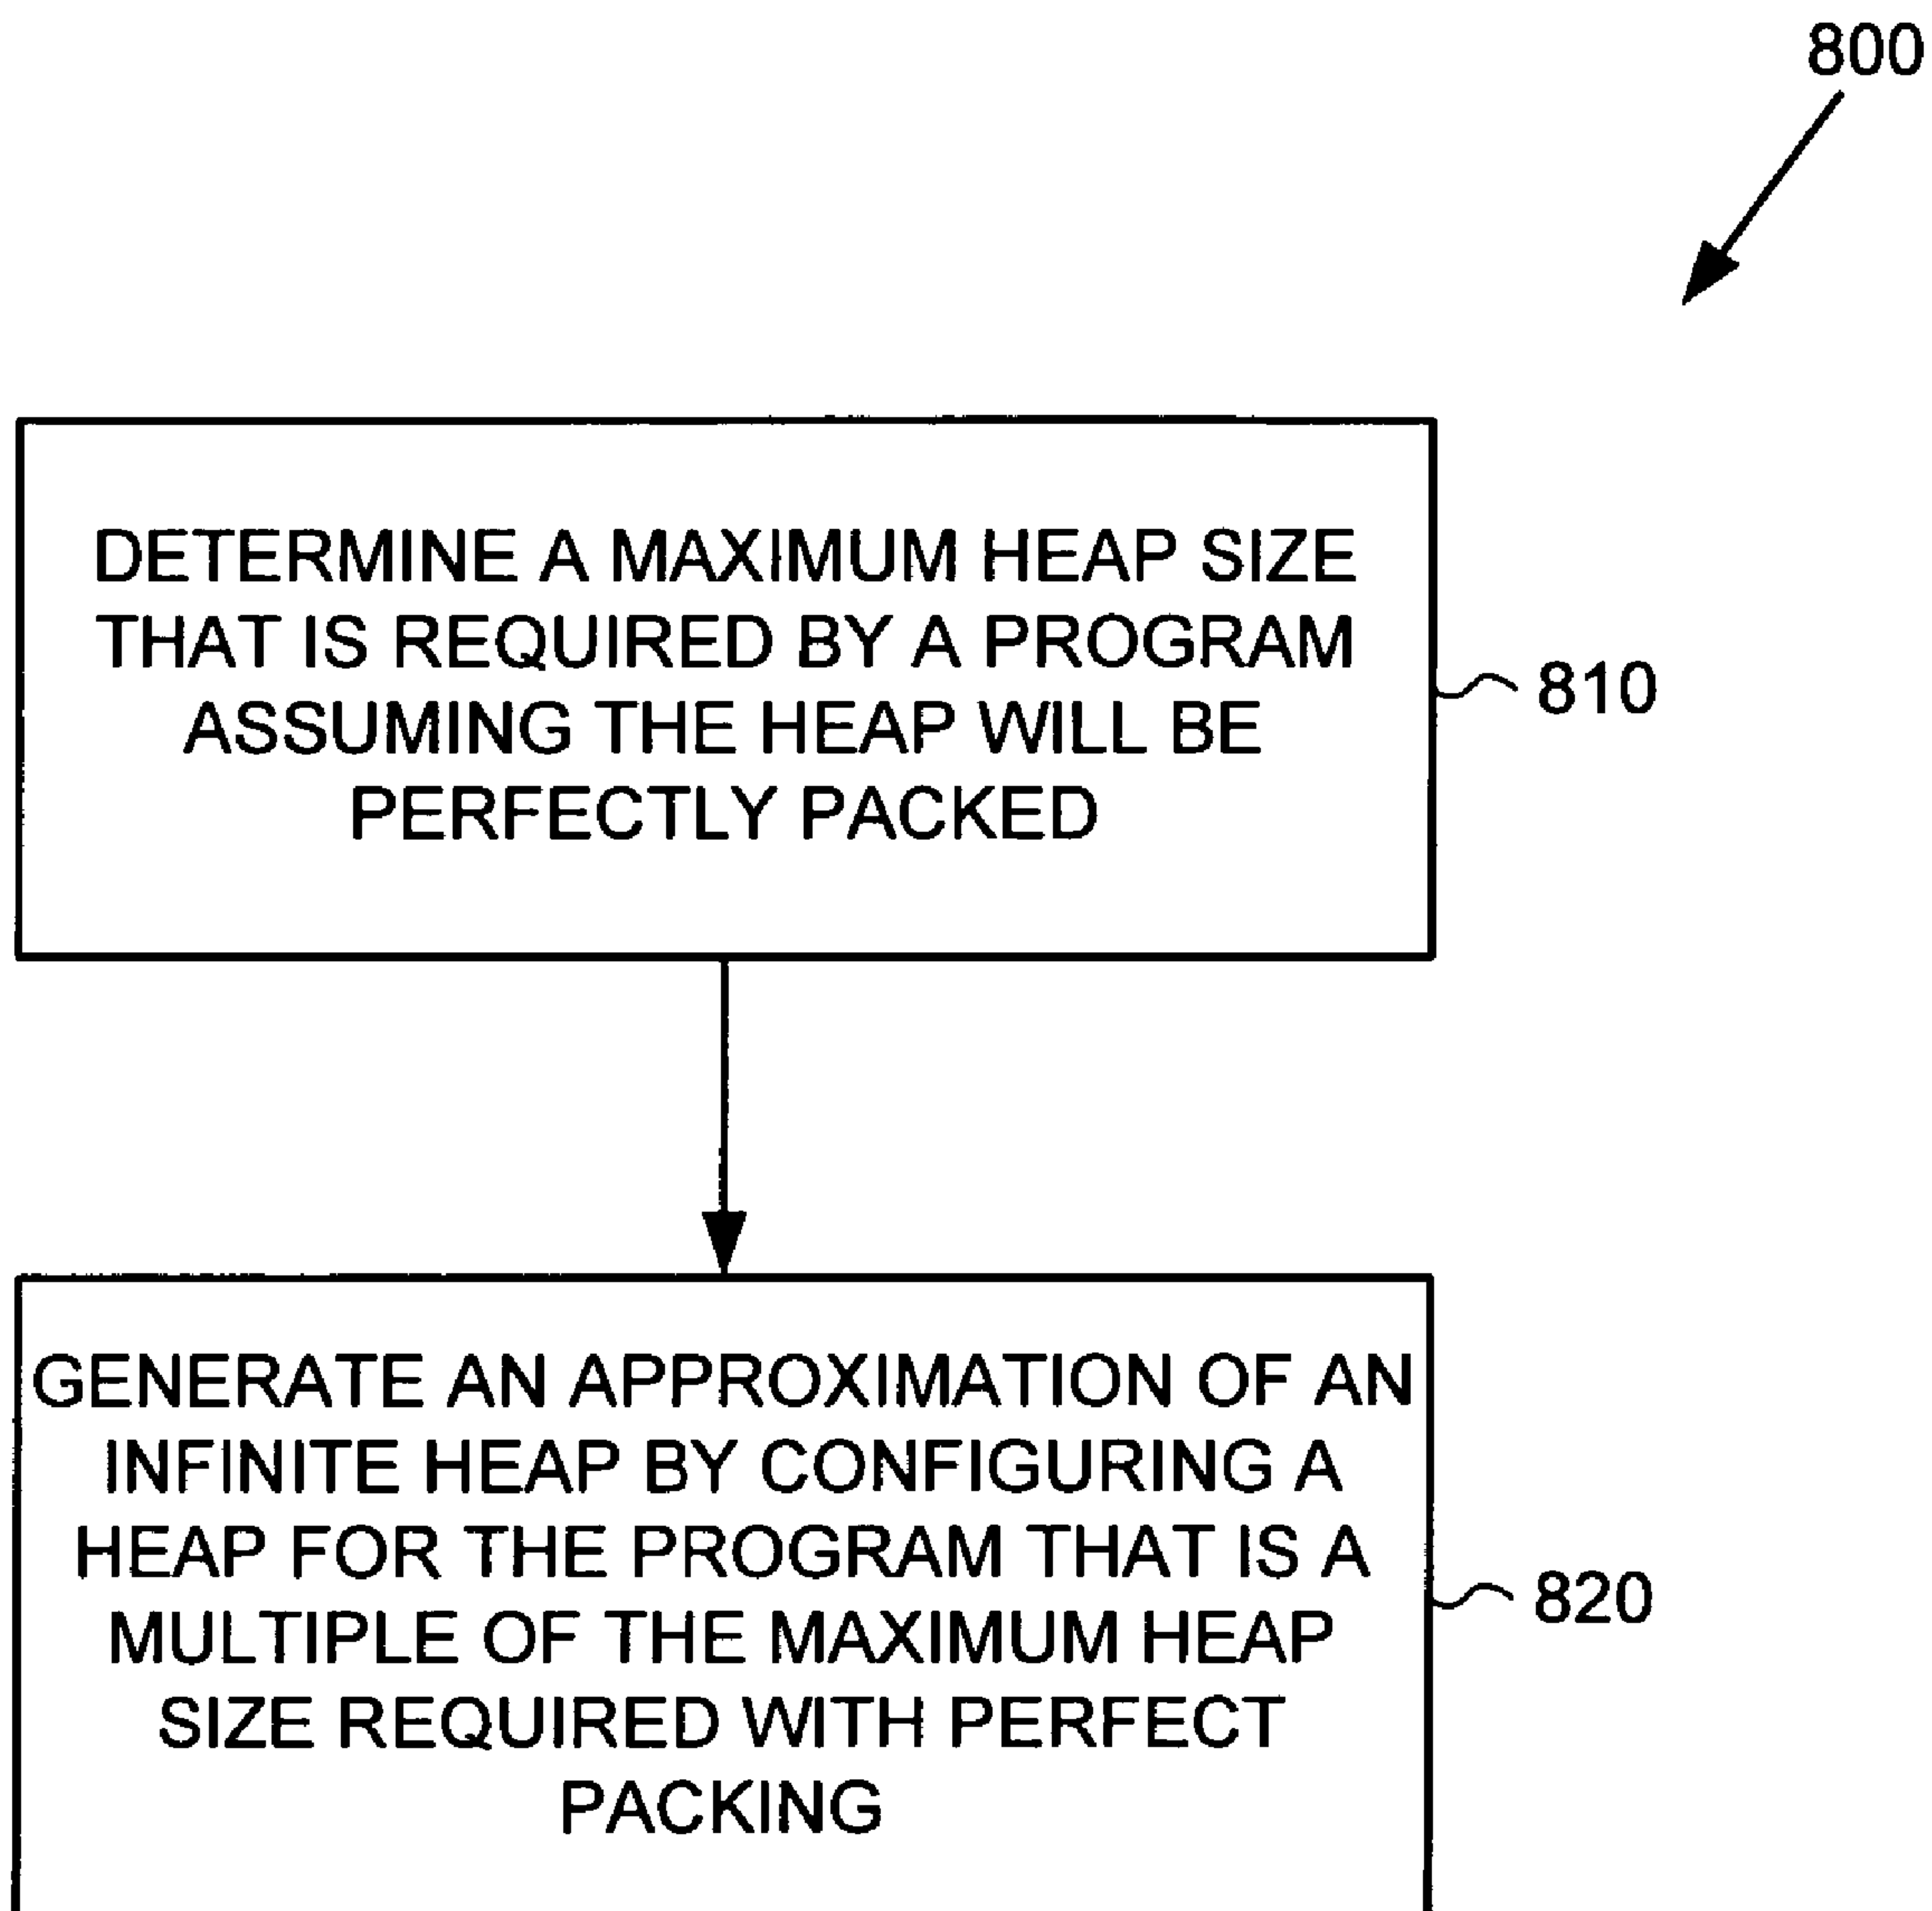 800
DETERMINE A MAXIMUM HEAP SIZE
THAT IS REQUIRED BY A PROGRAM
ASSUMING THE HEAP WILL BE
PERFECTLY PACKED
810
GENERATE AN APPROXIMATION OF AN
INFINITE HEAP BY CONFIGURING A
HEAP FOR THE PROGRAM THAT IS A
MULTIPLE OF THE MAXIMUM HEAP
SIZE REQUIRED WITH PERFECT
PACKING
820